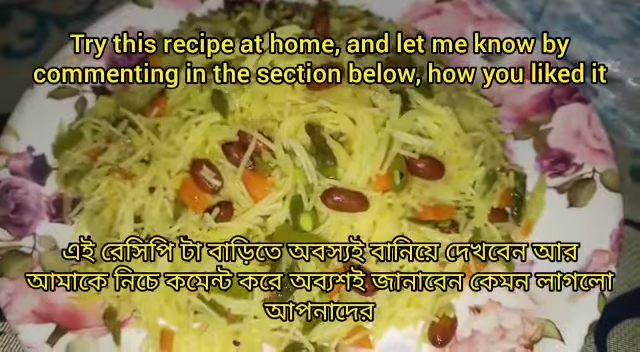 Try this recipe at home, and let me know by
commenting in the section below, how you liked it
এই রেসিপি টা বাড়িতে অবস্যই বানিয়ে দেখবেন আর
আমাকে নিচে কমেন্ট করে অব্যশই জানাবেন কেমন লাগলো
আপনাদের